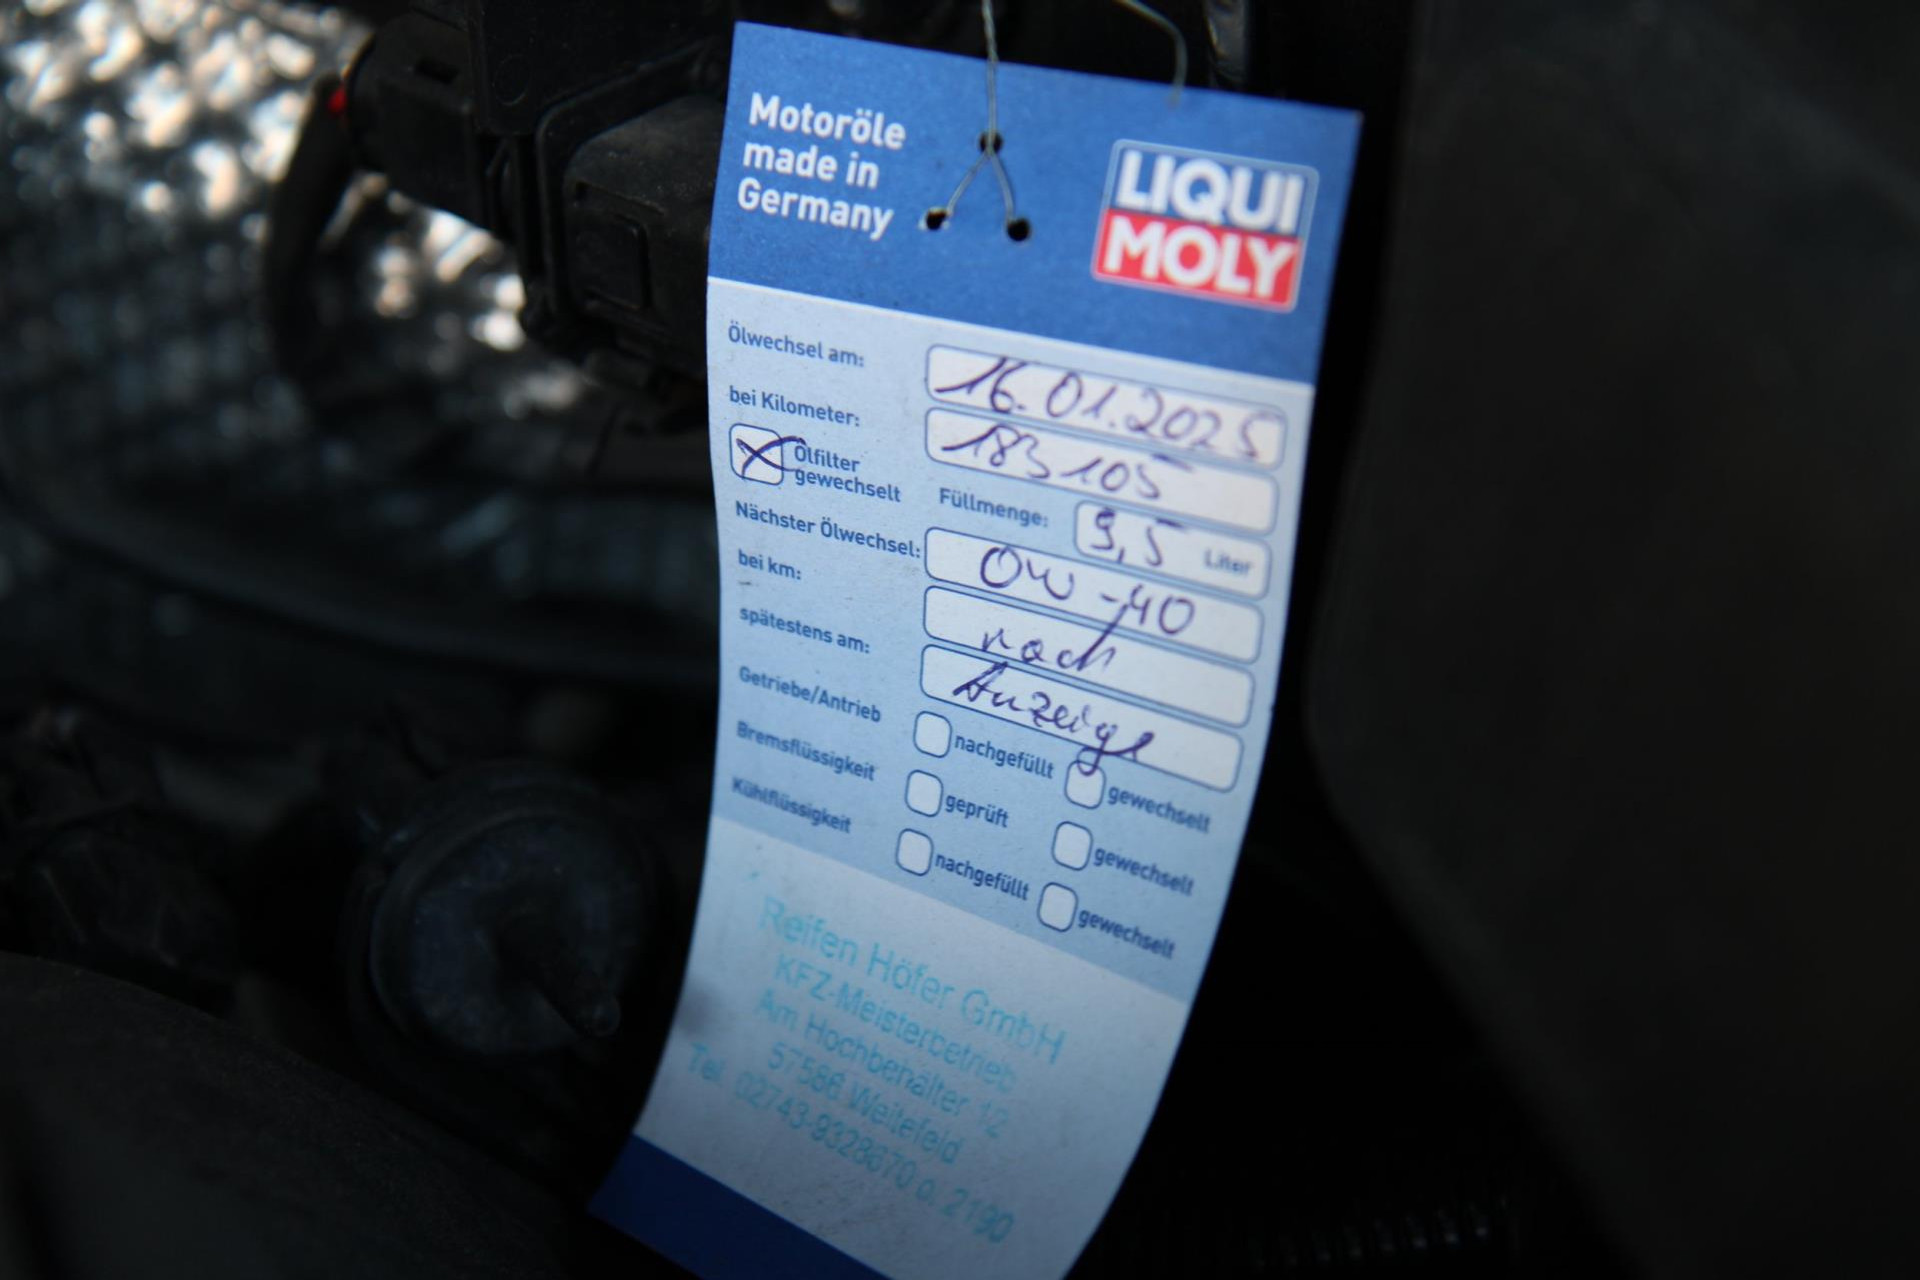 Motoröle
made in
Germany
LIQUI
MOLY
Ölwechsel am: 16.01.2025
bei Kilometer: 183105
Ölfilter
gewechselt
Füllmenge: 9,5 Liter
Nächster Ölwechsel: 0W-40
bei km: nach
spätestens am: Anzeige
Getriebe/Antrieb nachgefüllt gewechselt
Bremsflüssigkeit geprüft gewechselt
Kühlflüssigkeit nachgefüllt gewechselt
Reifen Höfer GmbH
KFZ-Meisterbetrieb
Am Hochbehälter 12
57586 Weitefeld
Tel. 02743-9328670 o. 2190